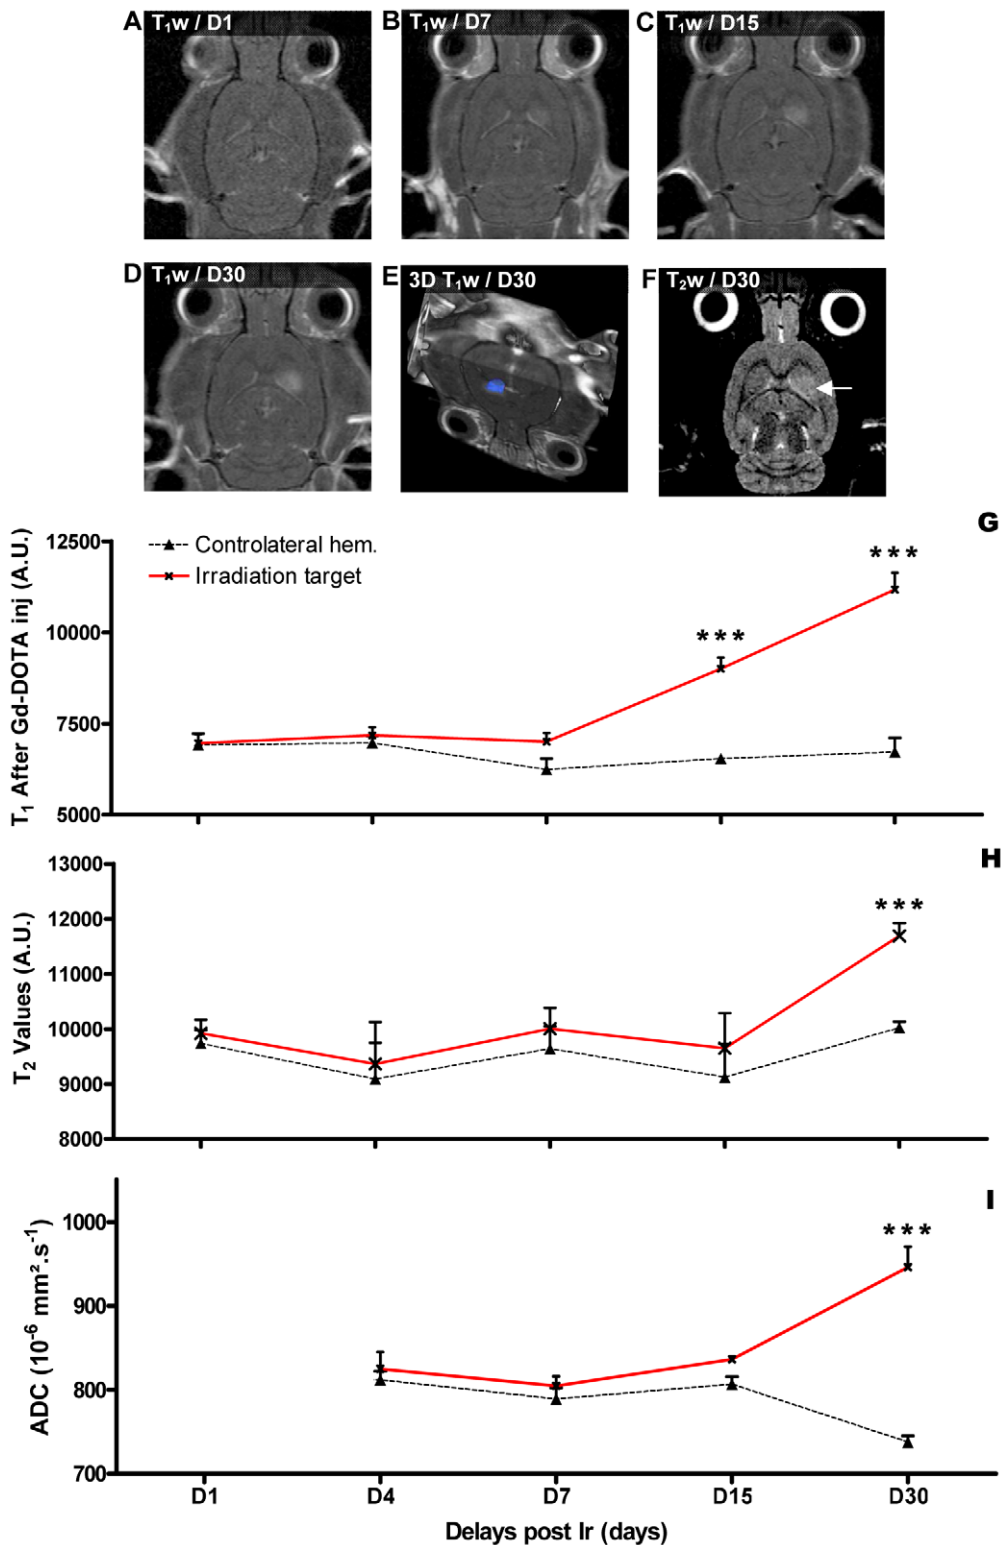 A T₁w / D1
B T₁w / D7
C T₁w / D15
D T₁w / D30
E 3D T₁w / D30
F T₂w / D30
G
Controlateral hem.
Irradiation target
T₁ After Gd-DOTA inj (A.U.)
12500
10000
7500
5000
***
***
H
T₂ Values (A.U.)
13000
12000
11000
10000
9000
8000
***
I
ADC (10⁻⁶ mm².s⁻¹)
1000
900
800
700
***
D1 D4 D7 D15 D30
Delays post Ir (days)